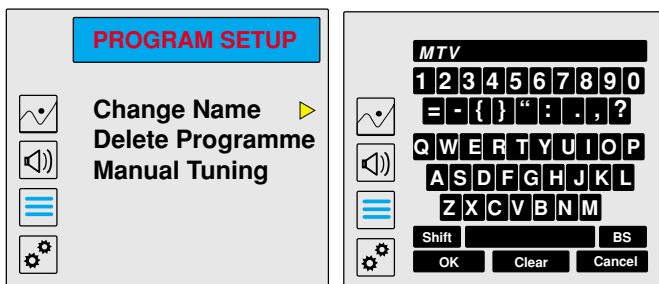 PROGRAM SETUP
Change Name
Delete Programme
Manual Tuning
MTV
1 2 3 4 5 6 7 8 9 0
= - { } “ : . , ?
Q W E R T Y U I O P
A S D F G H J K L
Z X C V B N M
Shift BS
OK Clear Cancel